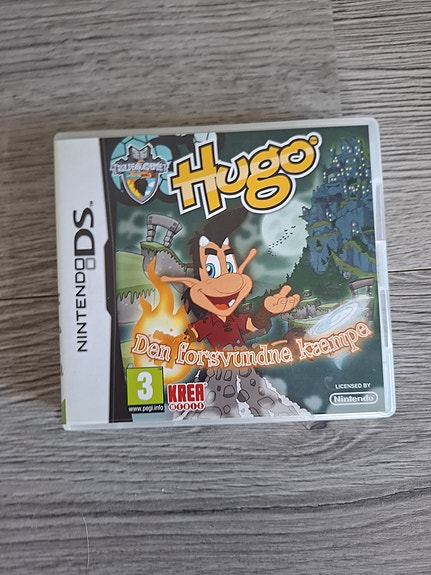 Hugo
NINTENDO DS
Den forsvundne kæmpe
3
www.pegi.info
KREA
LICENSED BY
Nintendo